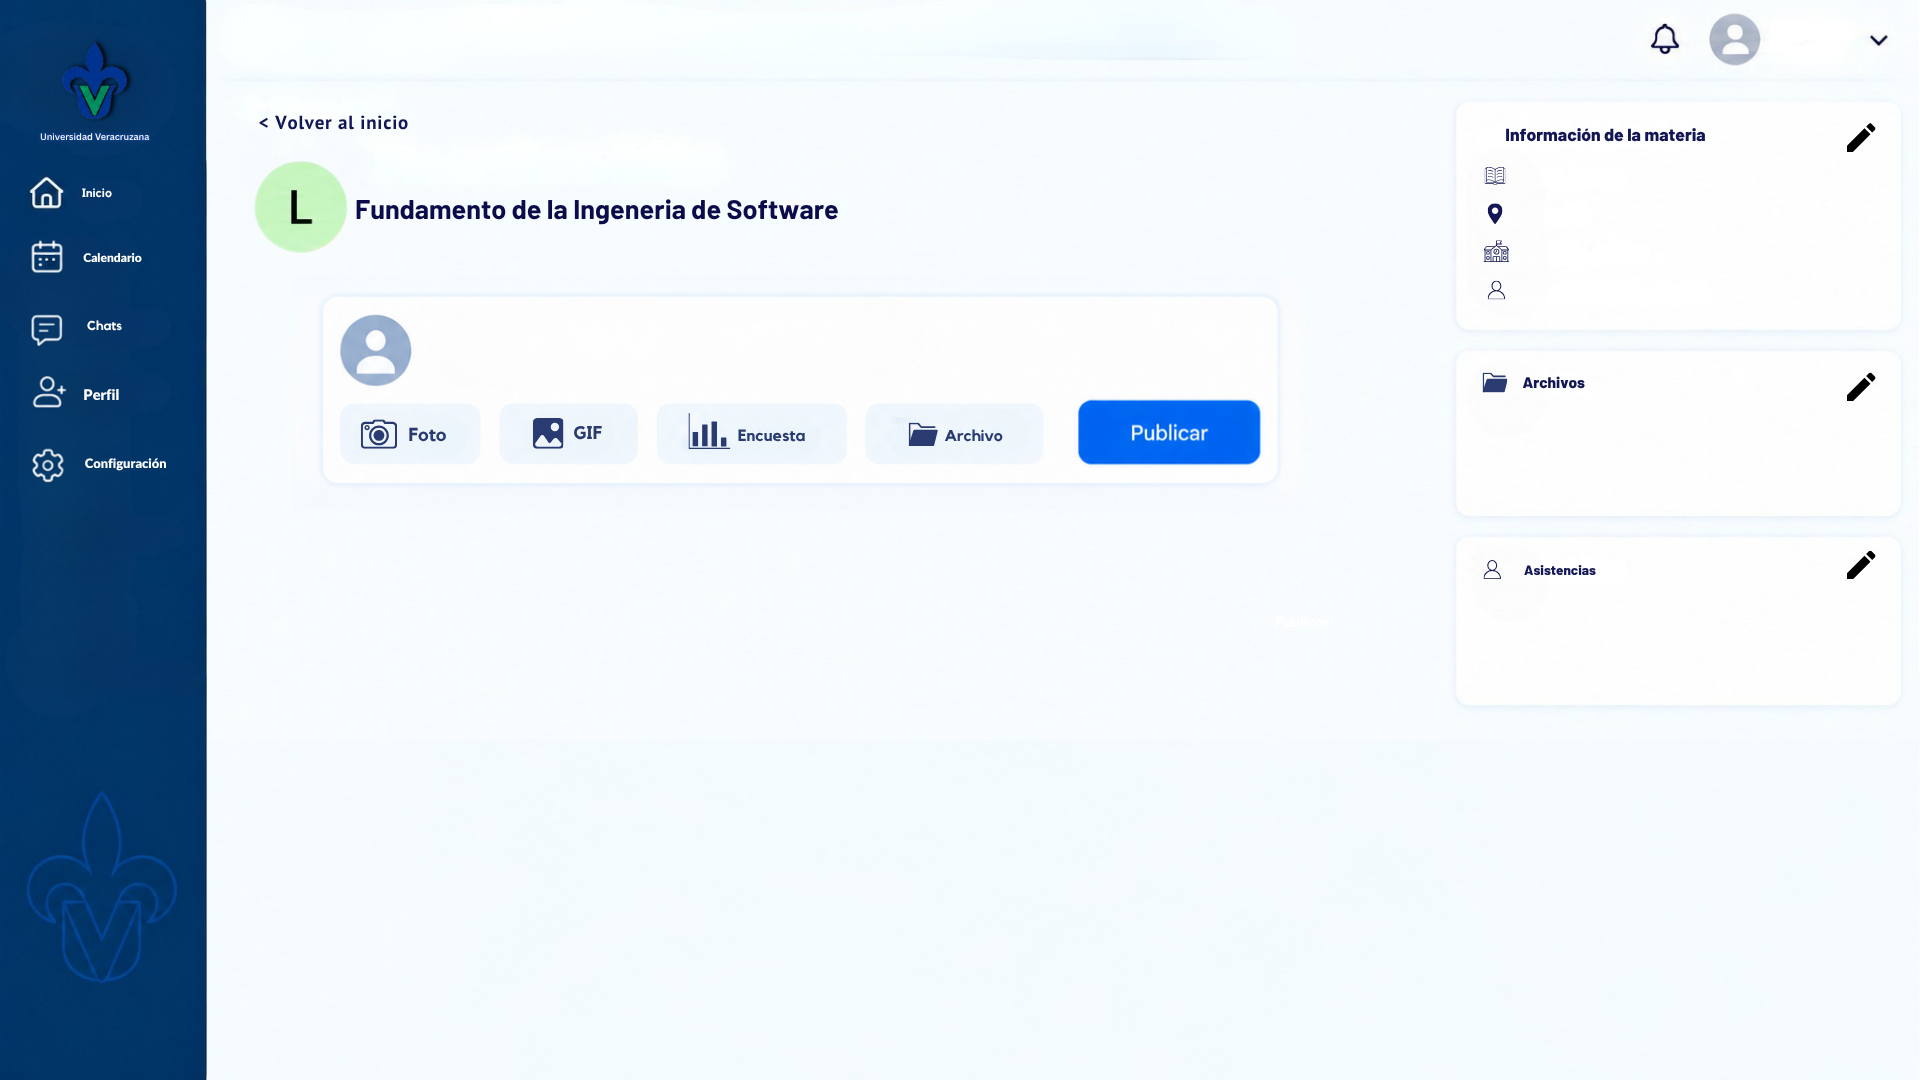 Universidad Veracruzana
Inicio
Calendario
Chats
Perfil
Configuración
< Volver al inicio
L
Fundamento de la Ingeneria de Software
Foto
GIF
Encuesta
Archivo
Publicar
Información de la materia
Archivos
Asistencias